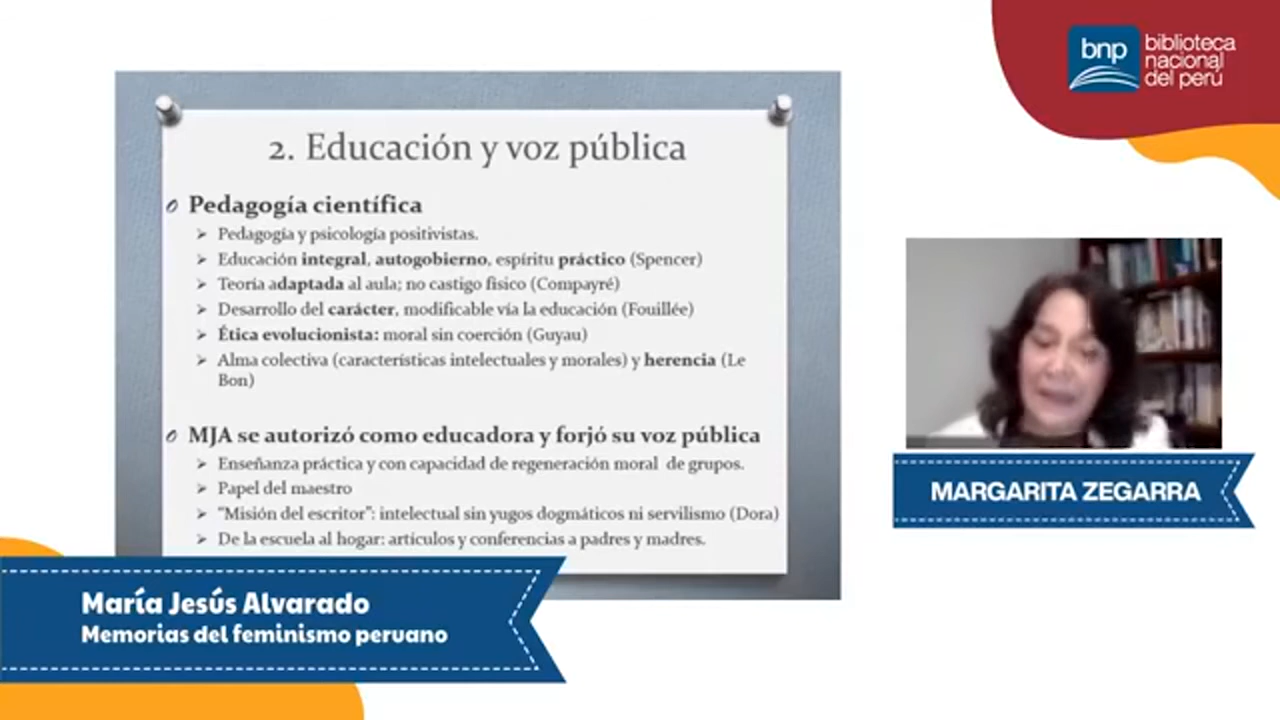 bnp
biblioteca
nacional
del perú
2. Educación y voz pública
Pedagogía científica
Pedagogía y psicología positivistas.
Educación integral, autogobierno, espíritu práctico (Spencer)
Teoría adaptada al aula; no castigo físico (Compayré)
Desarrollo del carácter, modificable vía la educación (Fouillée)
Ética evolucionista: moral sin coerción (Guyau)
Alma colectiva (características intelectuales y morales) y herencia (Le
Bon)
MJA se autorizó como educadora y forjó su voz pública
Enseñanza práctica y con capacidad de regeneración moral de grupos.
Papel del maestro
"Misión del escritor": intelectual sin yugos dogmáticos ni servilismo (Dora)
De la escuela al hogar: artículos y conferencias a padres y madres.
MARGARITA ZEGARRA
María Jesús Alvarado
Memorias del feminismo peruano